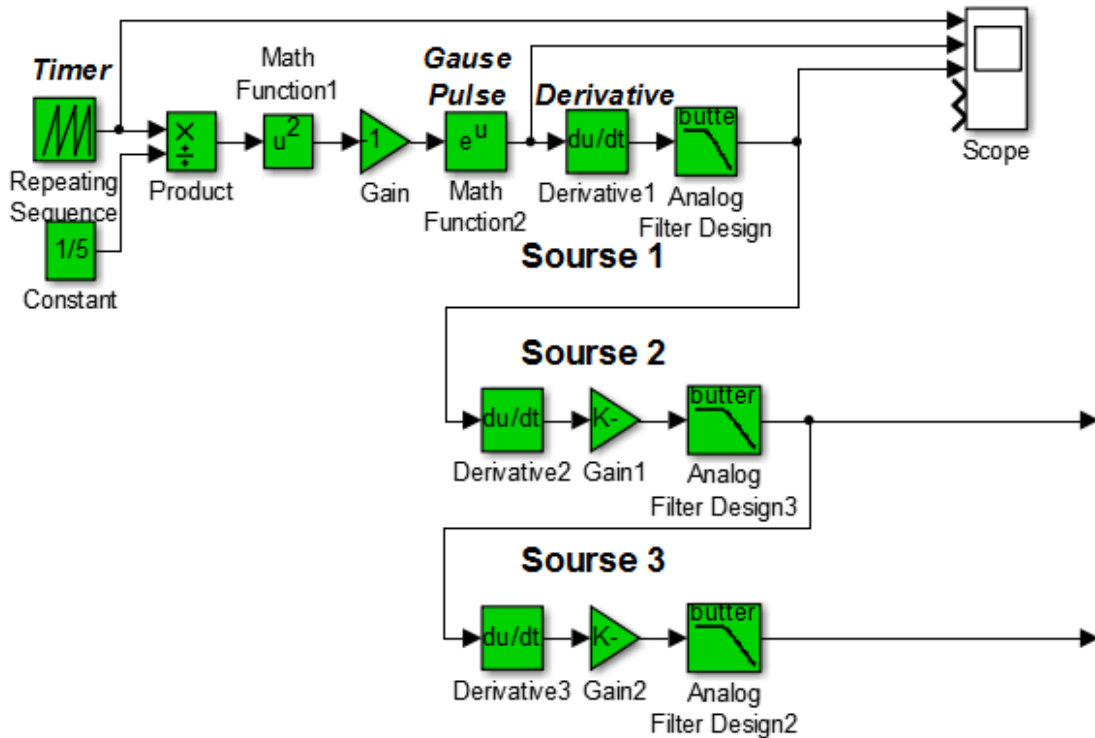 Timer
Repeating
Sequence
1/5
Constant
×
÷
Product
Math
Function1
u2
-1
Gain
Gause
Pulse
eu
Math
Function2
Derivative
du/dt
Derivative1
butte
Analog
Filter Design
Scope
Sourse 1
Sourse 2
du/dt
Derivative2
K-
Gain1
butter
Analog
Filter Design3
Sourse 3
du/dt
Derivative3
K-
Gain2
butter
Analog
Filter Design2